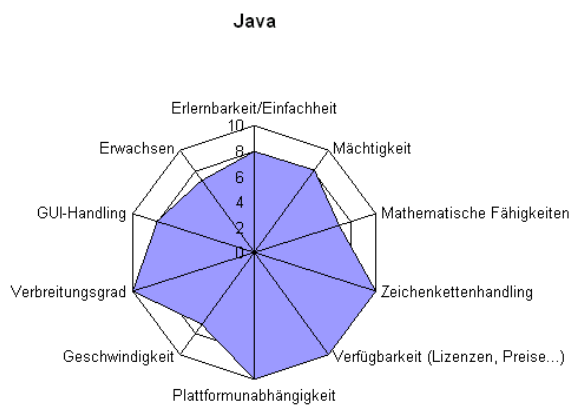 Java
Erlernbarkeit/Einfachheit
10
Erwachsen
8
Mächtigkeit
6
4
GUI-Handling
Mathematische Fähigkeiten
2
0
Verbreitungsgrad
Zeichenkettenhandling
Geschwindigkeit
Verfügbarkeit (Lizenzen, Preise...)
Plattformunabhängigkeit